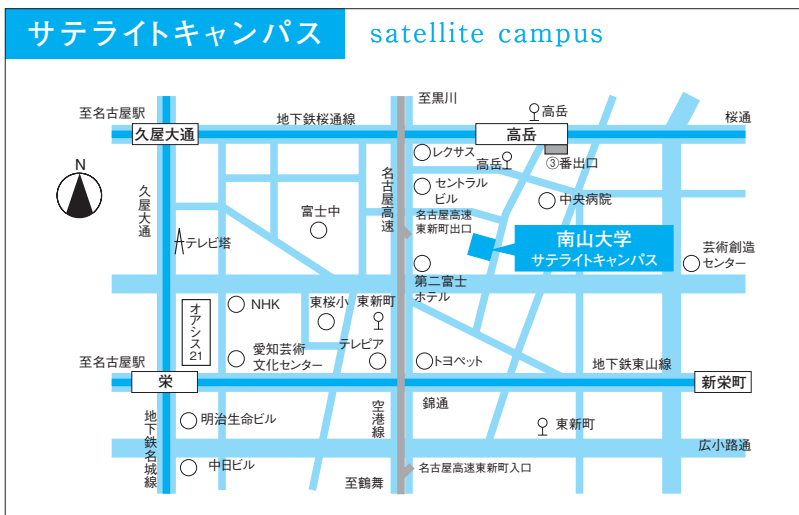 サテライトキャンパス
satellite campus
至名古屋駅
地下鉄桜通線
至黒川
高岳
桜通
久屋大通
高岳
レクサス
高岳
③番出口
N
久屋大通
名古屋高速
セントラル
ビル
中央病院
富士中
名古屋高速
東新町出口
テレビ塔
南山大学
サテライトキャンパス
芸術創造
センター
第二富士
ホテル
オアシス21
NHK
東桜小
東新町
愛知芸術
文化センター
テレピア
トヨペット
至名古屋駅
地下鉄東山線
栄
新栄町
地下鉄名城線
明治生命ビル
空港線
錦通
東新町
広小路通
中日ビル
至鶴舞
名古屋高速東新町入口